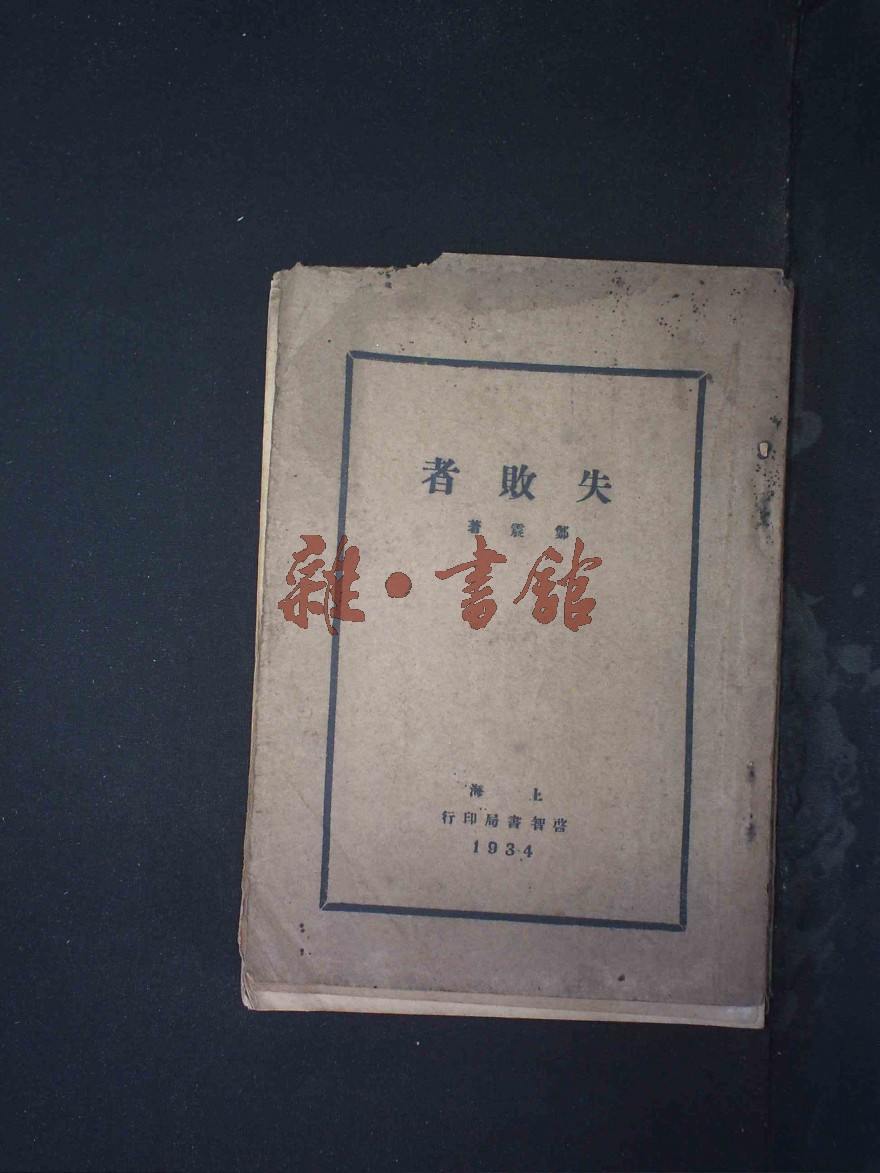 失敗者
鄭震著
雜·書館
上海
啓智書局印行
1934